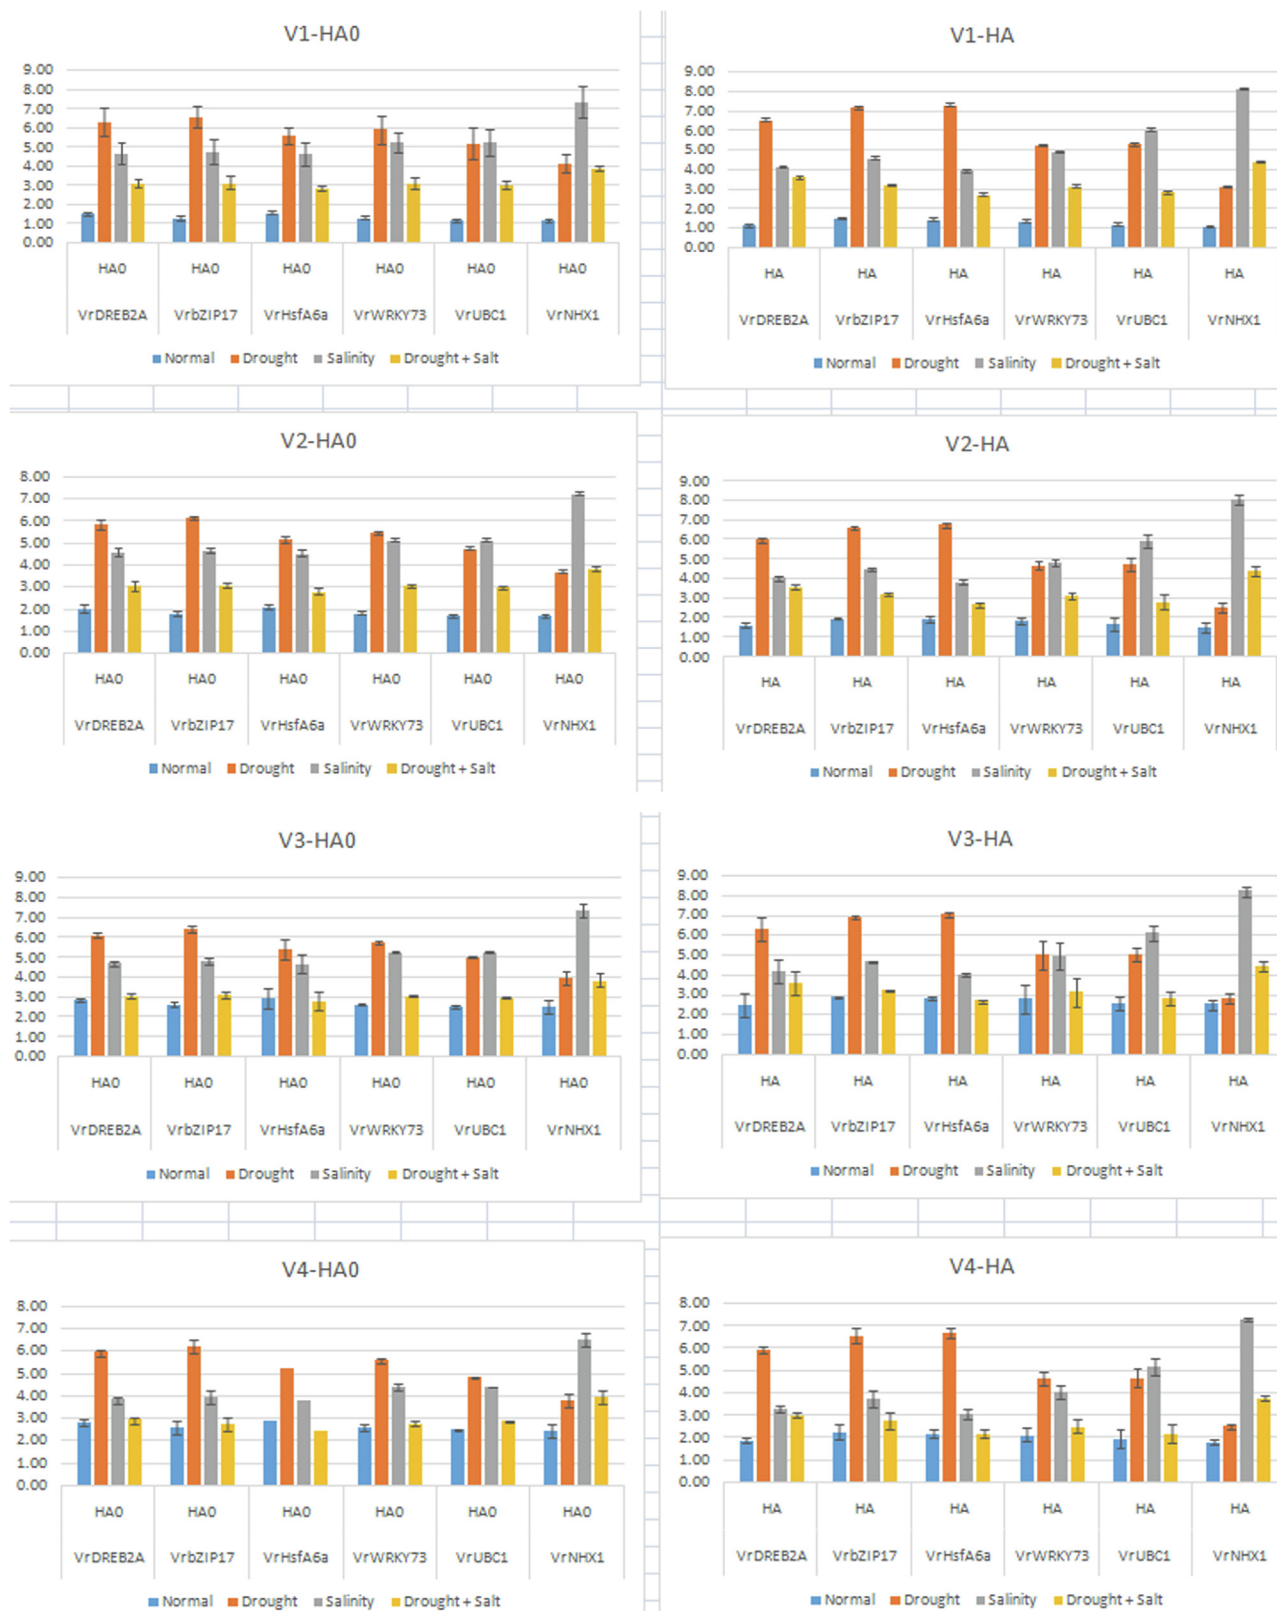 V1-HA0
9.00
8.00
7.00
6.00
5.00
4.00
3.00
2.00
1.00
0.00
HA0 HA0 HA0 HA0 HA0 HA0
VrDREB2A VrbZIP17 VrHsfA6a VrWRKY73 VrUBC1 VrNHX1
Normal Drought Salinity Drought + Salt
V1-HA
9.00
8.00
7.00
6.00
5.00
4.00
3.00
2.00
1.00
0.00
HA HA HA HA HA HA
VrDREB2A VrbZIP17 VrHsfA6a VrWRKY73 VrUBC1 VrNHX1
Normal Drought Salinity Drought + Salt
V2-HA0
8.00
7.00
6.00
5.00
4.00
3.00
2.00
1.00
0.00
HA0 HA0 HA0 HA0 HA0 HA0
VrDREB2A VrbZIP17 VrHsfA6a VrWRKY73 VrUBC1 VrNHX1
Normal Drought Salinity Drought + Salt
V2-HA
9.00
8.00
7.00
6.00
5.00
4.00
3.00
2.00
1.00
0.00
HA HA HA HA HA HA
VrDREB2A VrbZIP17 VrHsfA6a VrWRKY73 VrUBC1 VrNHX1
Normal Drought Salinity Drought + Salt
V3-HA0
9.00
8.00
7.00
6.00
5.00
4.00
3.00
2.00
1.00
0.00
HA0 HA0 HA0 HA0 HA0 HA0
VrDREB2A VrbZIP17 VrHsfA6a VrWRKY73 VrUBC1 VrNHX1
Normal Drought Salinity Drought + Salt
V3-HA
9.00
8.00
7.00
6.00
5.00
4.00
3.00
2.00
1.00
0.00
HA HA HA HA HA HA
VrDREB2A VrbZIP17 VrHsfA6a VrWRKY73 VrUBC1 VrNHX1
Normal Drought Salinity Drought + Salt
V4-HA0
8.00
7.00
6.00
5.00
4.00
3.00
2.00
1.00
0.00
HA0 HA0 HA0 HA0 HA0 HA0
VrDREB2A VrbZIP17 VrHsfA6a VrWRKY73 VrUBC1 VrNHX1
Normal Drought Salinity Drought + Salt
V4-HA
8.00
7.00
6.00
5.00
4.00
3.00
2.00
1.00
0.00
HA HA HA HA HA HA
VrDREB2A VrbZIP17 VrHsfA6a VrWRKY73 VrUBC1 VrNHX1
Normal Drought Salinity Drought + Salt